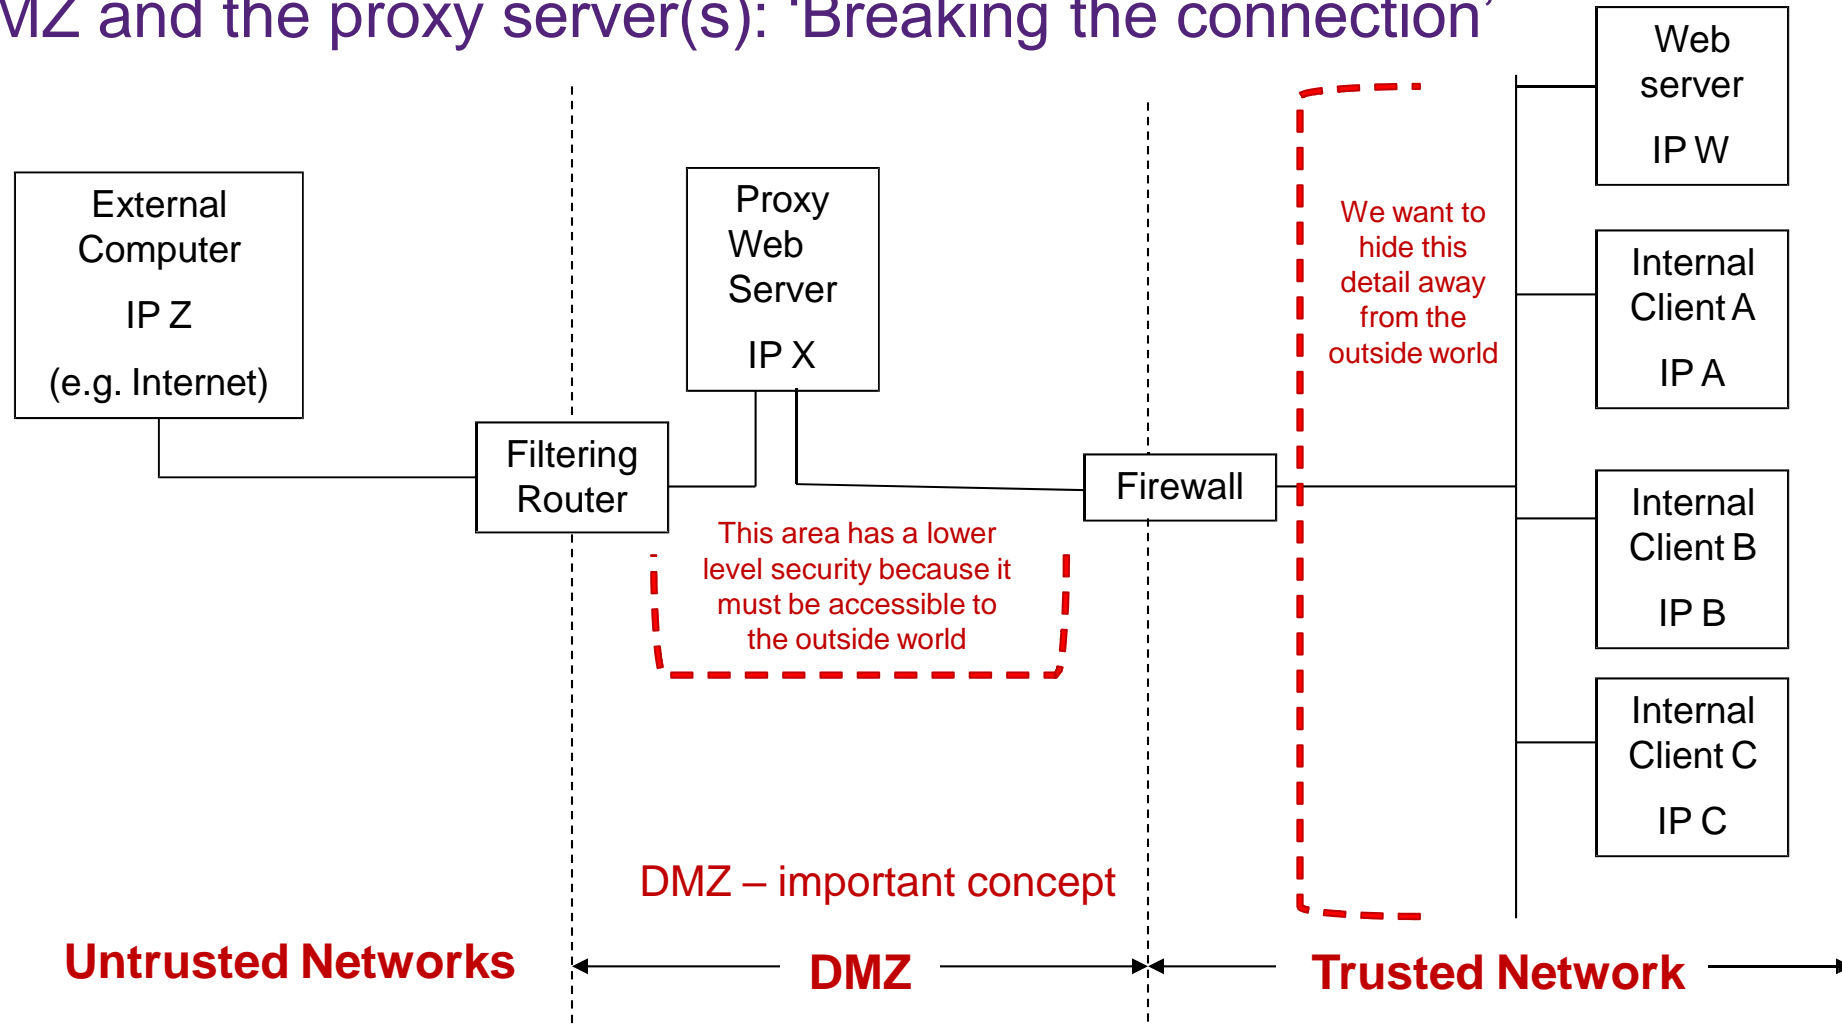 MZ and the proxy server(s): ‘Breaking the connection’
External
Computer
IP Z
(e.g. Internet)
Filtering
Router
Proxy
Web
Server
IP X
This area has a lower
level security because it
must be accessible to
the outside world
Firewall
We want to
hide this
detail away
from the
outside world
Web
server
IP W
Internal
Client A
IP A
Internal
Client B
IP B
Internal
Client C
IP C
DMZ – important concept
Untrusted Networks
DMZ
Trusted Network